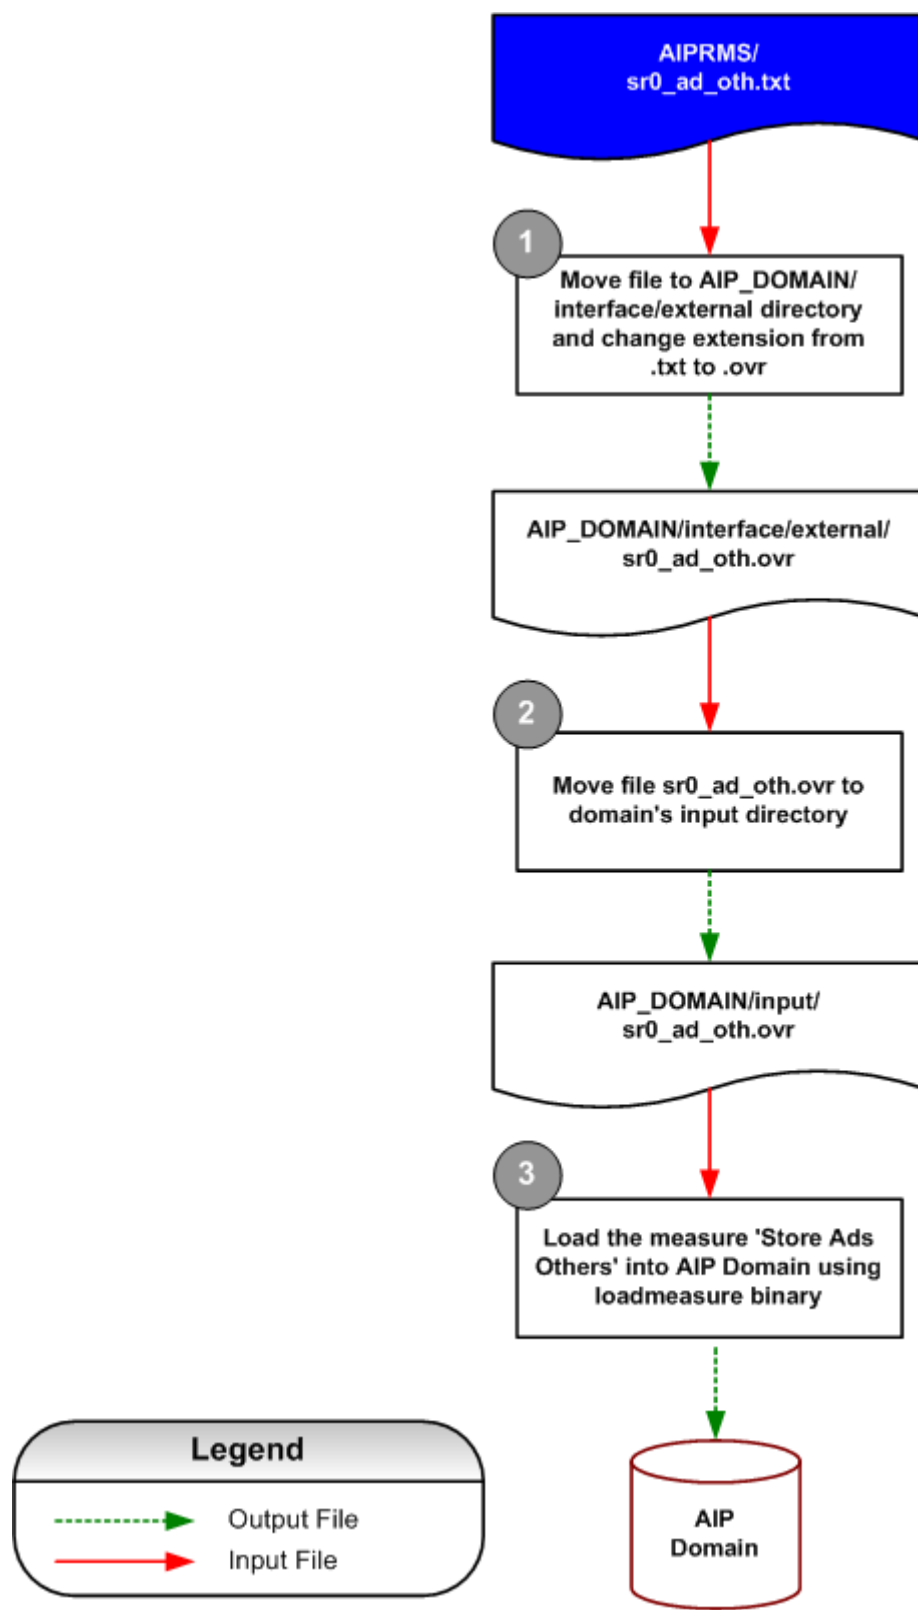 AIPRMS/
sr0_ad_oth.txt
1
Move file to AIP_DOMAIN/
interface/external directory
and change extension from
.txt to .ovr
AIP_DOMAIN/interface/external/
sr0_ad_oth.ovr
2
Move file sr0_ad_oth.ovr to
domain's input directory
AIP_DOMAIN/input/
sr0_ad_oth.ovr
3
Load the measure 'Store Ads
Others' into AIP Domain using
loadmeasure binary
AIP
Domain
Legend
Output File
Input File